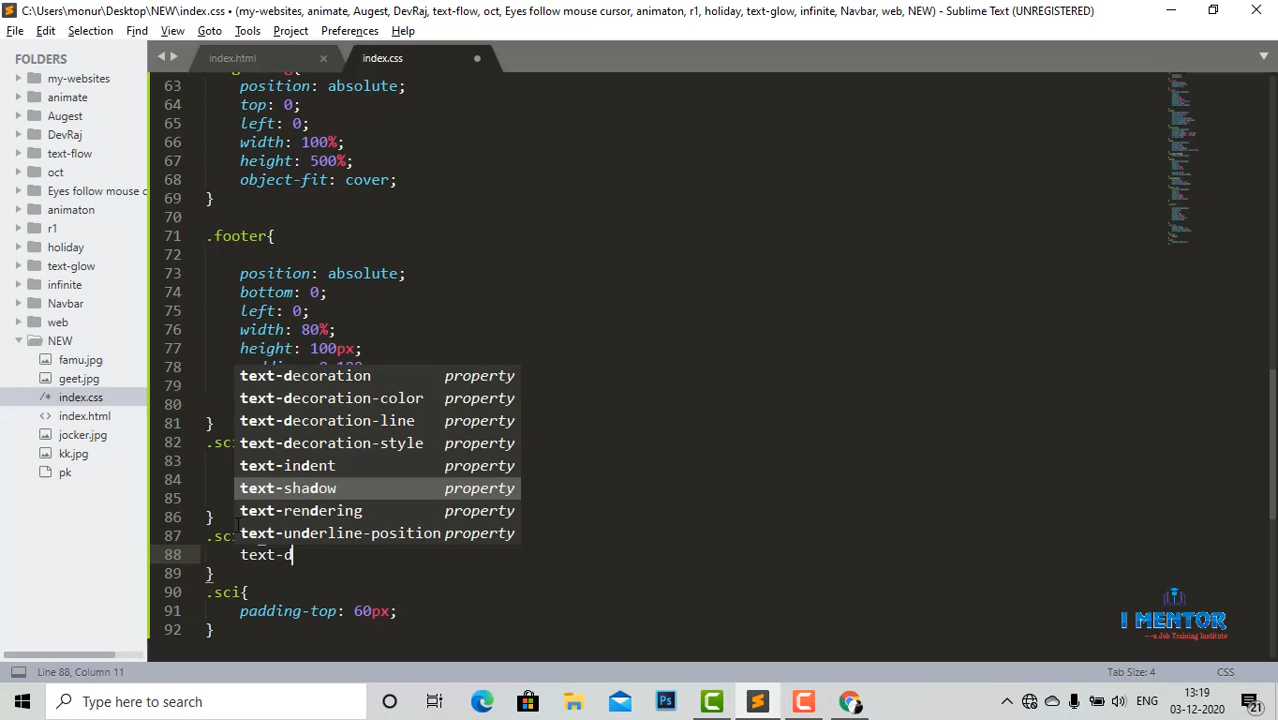 C:\Users\monur\Desktop\NEW\index.css • (my-websites, animate, Augest, DevRaj, text-flow, oct, Eyes follow mouse cursor, animaton, r1, holiday, text-glow, infinite, Navbar, web, NEW) - Sublime Text (UNREGISTERED)
File Edit Selection Find View Goto Tools Project Preferences Help
FOLDERS
my-websites
animate
Augest
DevRaj
text-flow
oct
Eyes follow mouse c
animaton
r1
holiday
text-glow
infinite
Navbar
web
NEW
famu.jpg
geet.jpg
/* index.css
<> index.html
jocker.jpg
kk.jpg
pk
index.html
index.css
63 position: absolute;
64 top: 0;
65 left: 0;
66 width: 100%;
67 height: 500%;
68 object-fit: cover;
69 }
70
71 .footer{
72
73 position: absolute;
74 bottom: 0;
75 left: 0;
76 width: 80%;
77 height: 100px;
78
79
80
81 }
82 .sci
83
84
85
86 }
87 .sci
88 text-d
89 }
90 .sci{
91 padding-top: 60px;
92 }
text-decoration property
text-decoration-color property
text-decoration-line property
text-decoration-style property
text-indent property
text-shadow property
text-rendering property
text-underline-position property
I MENTOR
—a Job Training Institute
Line 88, Column 11
Tab Size: 4
CSS
Type here to search
Ps
ENG
13:19
03-12-2020
21